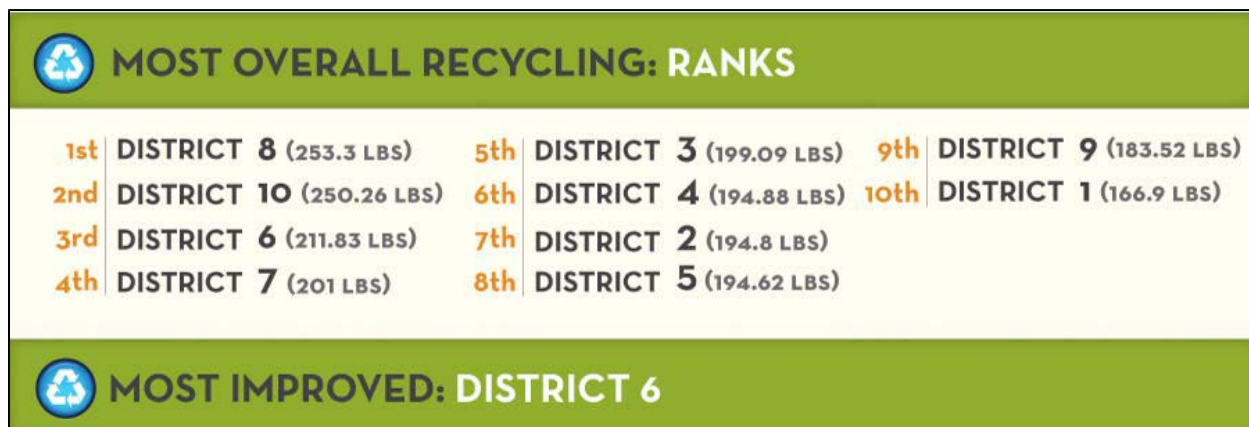 MOST OVERALL RECYCLING: RANKS
1st DISTRICT 8 (253.3 LBS)
2nd DISTRICT 10 (250.26 LBS)
3rd DISTRICT 6 (211.83 LBS)
4th DISTRICT 7 (201 LBS)
5th DISTRICT 3 (199.09 LBS)
6th DISTRICT 4 (194.88 LBS)
7th DISTRICT 2 (194.8 LBS)
8th DISTRICT 5 (194.62 LBS)
9th DISTRICT 9 (183.52 LBS)
10th DISTRICT 1 (166.9 LBS)
MOST IMPROVED: DISTRICT 6